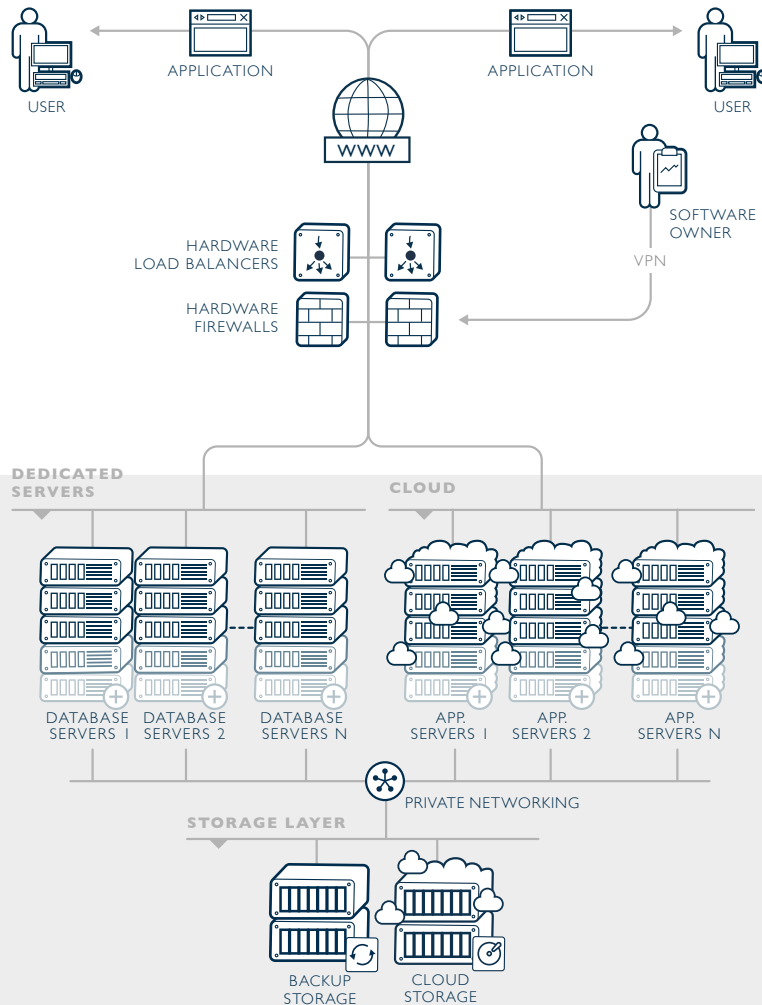 APPLICATION
APPLICATION
USER
USER
WWW
SOFTWARE
OWNER
HARDWARE
LOAD BALANCERS
VPN
HARDWARE
FIREWALLS
DEDICATED
SERVERS
CLOUD
DATABASE
SERVERS 1
DATABASE
SERVERS 2
DATABASE
SERVERS N
APP.
SERVERS 1
APP.
SERVERS 2
APP.
SERVERS N
PRIVATE NETWORKING
STORAGE LAYER
BACKUP
STORAGE
CLOUD
STORAGE